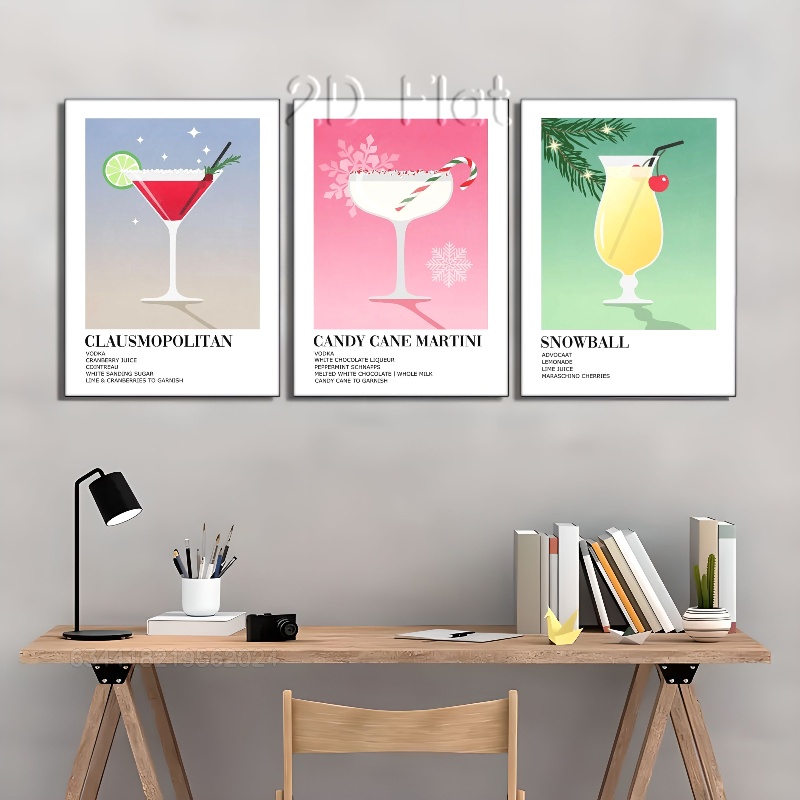 2D Flat
CLAUSMOPOLITAN
VODKA
CRANBERRY JUICE
COINTREAU
WHITE SANDING SUGAR
LIME & CRANBERRIES TO GARNISH
CANDY CANE MARTINI
VODKA
WHITE CHOCOLATE LIQUEUR
PEPPERMINT SCHNAPPS
MELTED WHITE CHOCOLATE | WHOLE MILK
CANDY CANE TO GARNISH
SNOWBALL
ADVOCAAT
LEMONADE
LIME JUICE
MARASCHINO CHERRIES